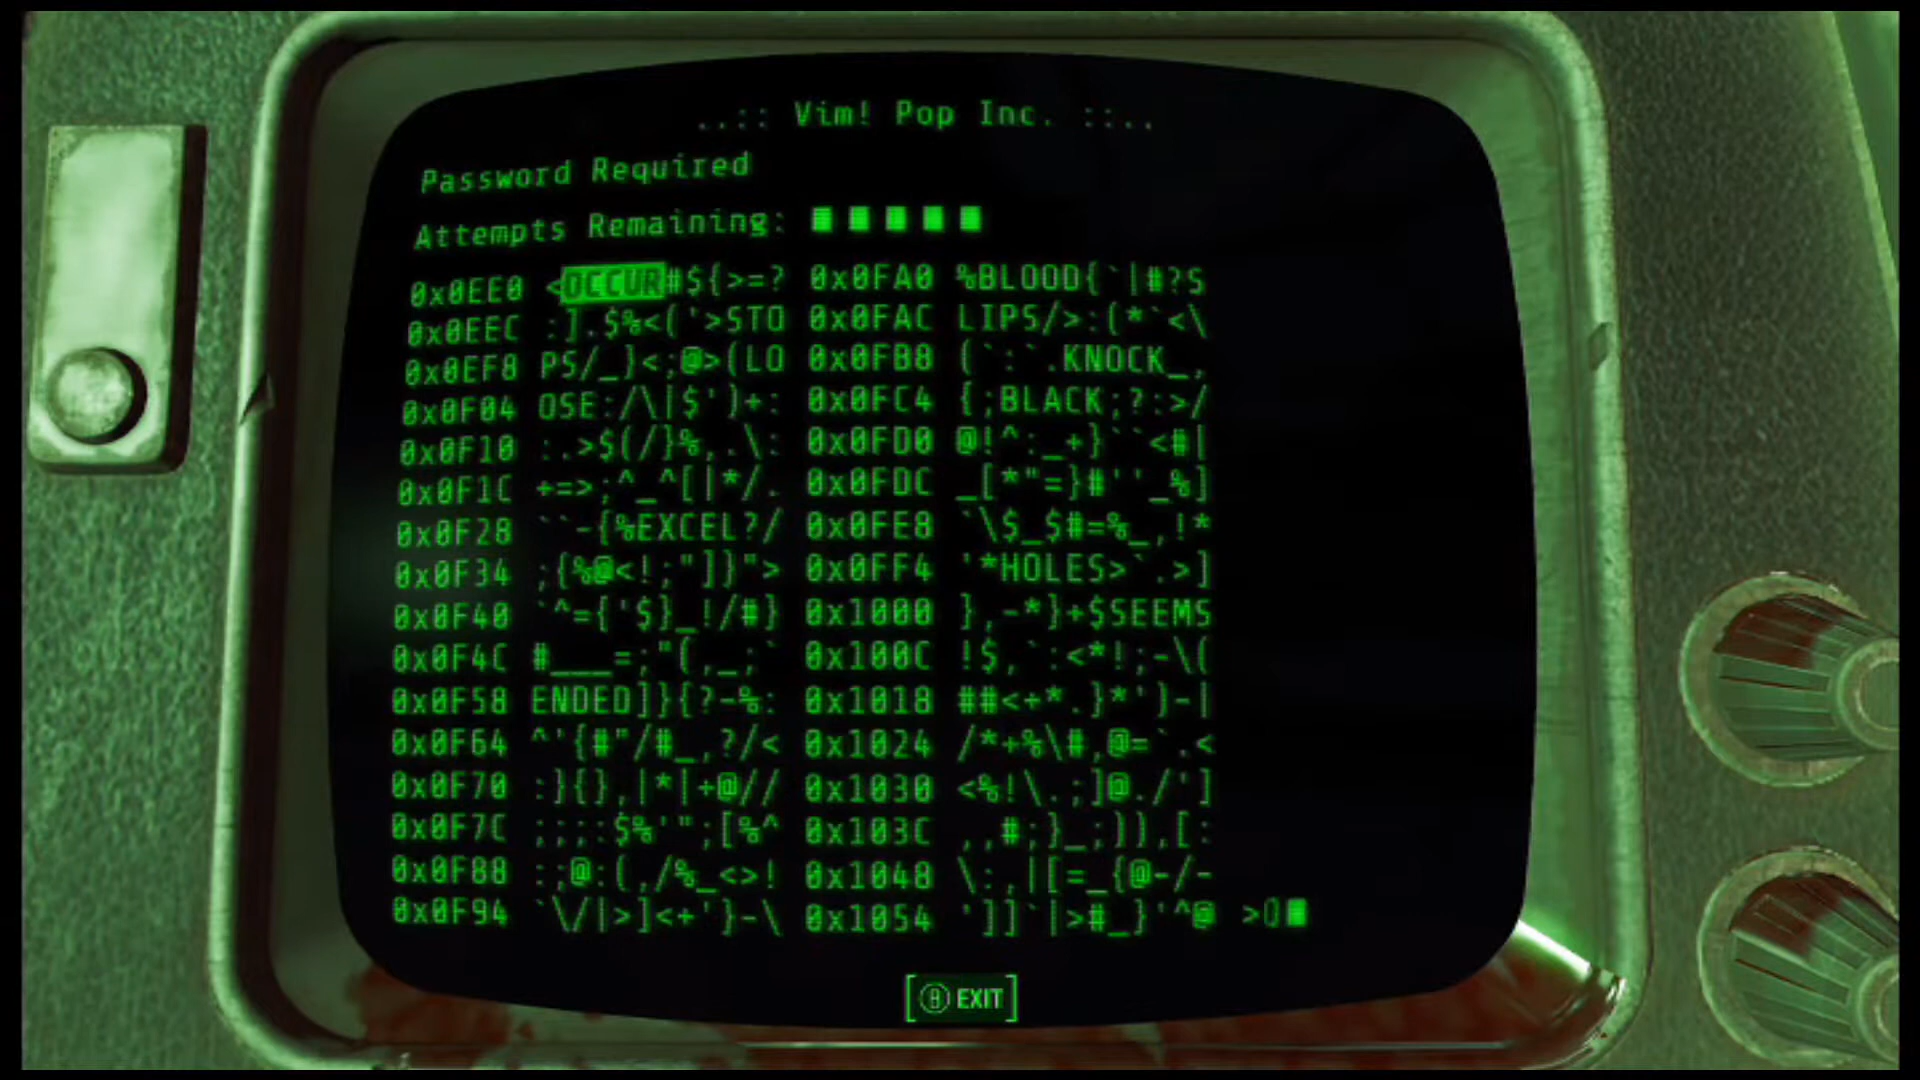 ..:: Vim! Pop Inc. ::..
Password Required
Attempts Remaining:
0x0EE0 <OCCUR#${>=? 0x0FA0 %BLOOD{`|#?S
0x0EEC :].$%<('>STO 0x0FAC LIPS/>:(*`<\
0x0EF8 PS/_}<;@>(LO 0x0FB8 (`:`.KNOCK_,
0x0F04 OSE:/\|$')+: 0x0FC4 {;BLACK;?:>/
0x0F10 :.>$(/}%,.\: 0x0FD0 @!^:_+}``<#|
0x0F1C +=>;^_^[|*/. 0x0FDC _[*"=}#''_%]
0x0F28 ``-{%EXCEL?/ 0x0FE8 `\$_$#=%_,!*
0x0F34 ;{%@<!;"]}"> 0x0FF4 '*HOLES>`.>]
0x0F40 `^={'$}_!/#} 0x1000 },-*}+$SEEMS
0x0F4C #___=;"(,_;` 0x100C !$,`:<*!;-\(
0x0F58 ENDED]}{?-%: 0x1018 ##<+*.}*')-|
0x0F64 ^'{#"/#_,?/< 0x1024 /*+%\#,@=`.<
0x0F70 :}{},|*|+@// 0x1030 <%!\.;]@./']
0x0F7C ;;;:$%'";[%^ 0x103C ,,#;}_;)),[:
0x0F88 :;@:(,/%_<>! 0x1048 \:,|[=_{@-/-
0x0F94 `\/|>]<+'}-\ 0x1054 ']]`|>#_}'^@ >O
[B EXIT]